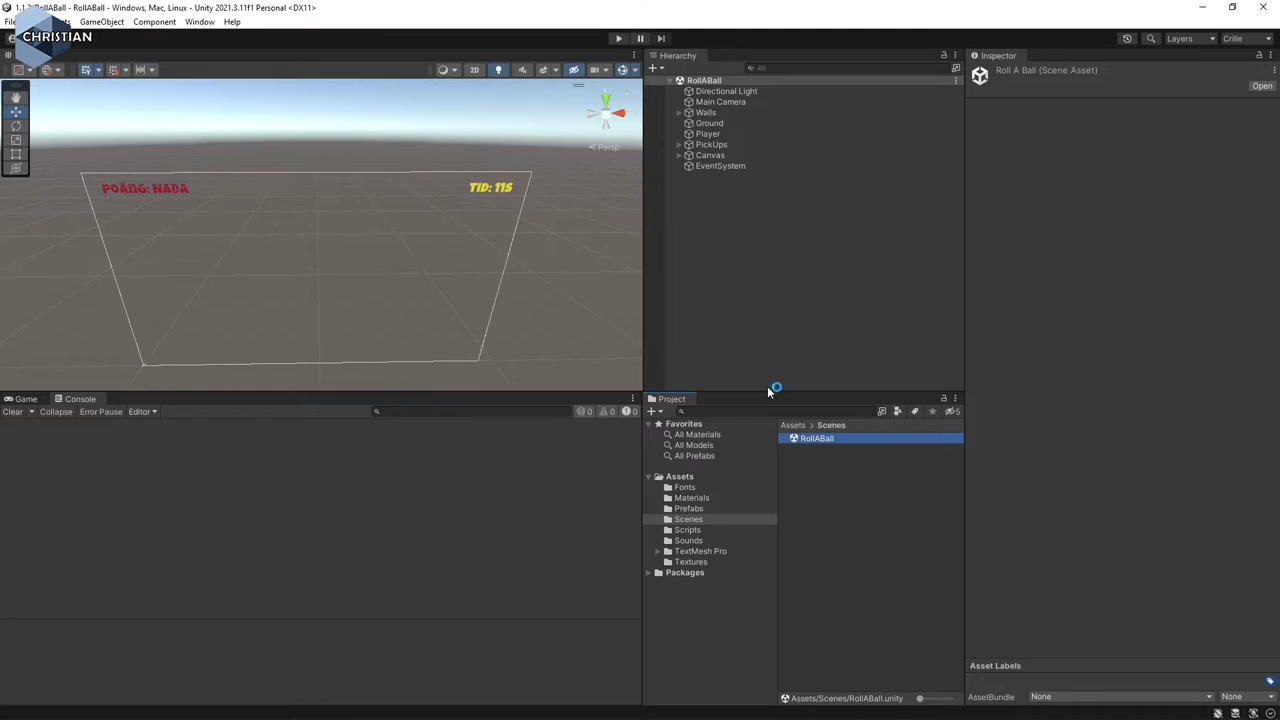 RollABall - Windows, Mac, Linux - Unity 2021.3.11f1 Personal <DX11>
GameObject Component Window Help
CHRISTIAN
Layers Crille
2D
Persp
POÄNG: NADA
TID: 11S
Hierarchy
All
RollABall
Directional Light
Main Camera
Walls
Ground
Player
PickUps
Canvas
EventSystem
Inspector
Roll A Ball (Scene Asset)
Open
Game Console
Clear Collapse Error Pause Editor
0 0 0
Project
5
Favorites
All Materials
All Models
All Prefabs
Assets
Fonts
Materials
Prefabs
Scenes
Scripts
Sounds
TextMesh Pro
Textures
Packages
Assets > Scenes
RollABall
Assets/Scenes/RollABall.unity
Asset Labels
AssetBundle None None